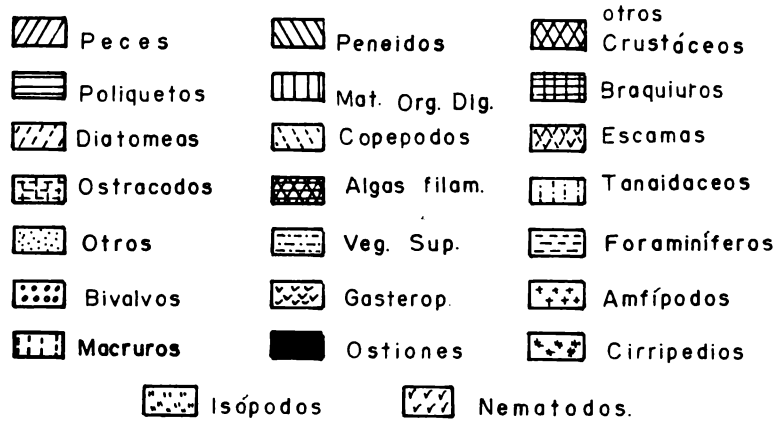 Peces Peneidos otros Crustáceos
Poliquetos Mat. Org. Dig. Braquiuros
Diatomeas Copepodos Escamas
Ostracodos Algas filam. Tanaidaceos
Otros Veg. Sup. Foraminíferos
Bivalvos Gasterop. Amfípodos
Macruros Ostiones Cirripedios
Isópodos Nematodos.